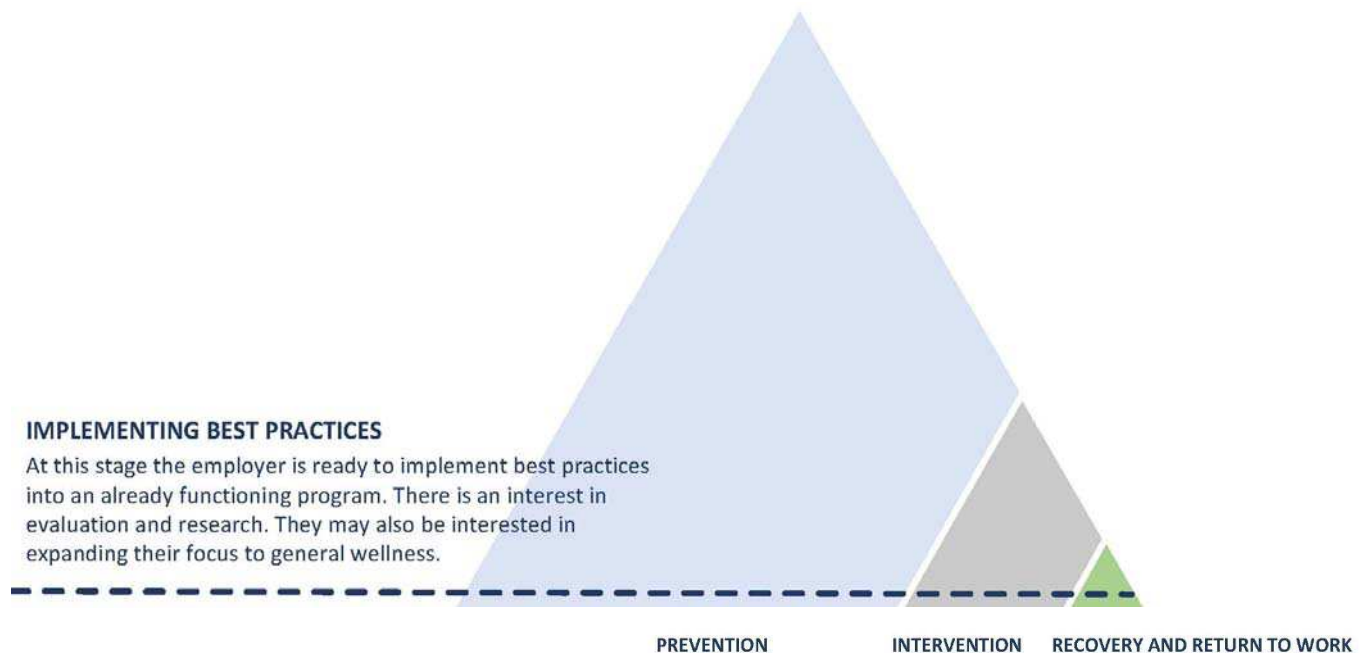 IMPLEMENTING BEST PRACTICES
At this stage the employer is ready to implement best practices
into an already functioning program. There is an interest in
evaluation and research. They may also be interested in
expanding their focus to general wellness.
PREVENTION INTERVENTION RECOVERY AND RETURN TO WORK